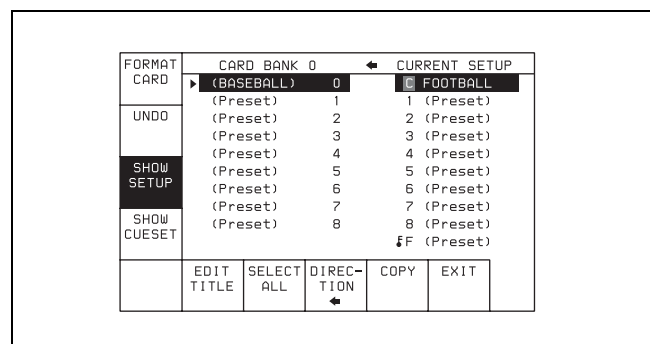 FORMAT CARD
CARD BANK 0 ← CURRENT SETUP
▶ (BASEBALL) 0 C FOOTBALL
(Preset) 1 1 (Preset)
UNDO
(Preset) 2 2 (Preset)
(Preset) 3 3 (Preset)
(Preset) 4 4 (Preset)
SHOW SETUP
(Preset) 5 5 (Preset)
(Preset) 6 6 (Preset)
(Preset) 7 7 (Preset)
SHOW CUESET
(Preset) 8 8 (Preset)
F (Preset)
EDIT TITLE
SELECT ALL
DIREC-
TION
←
COPY
EXIT